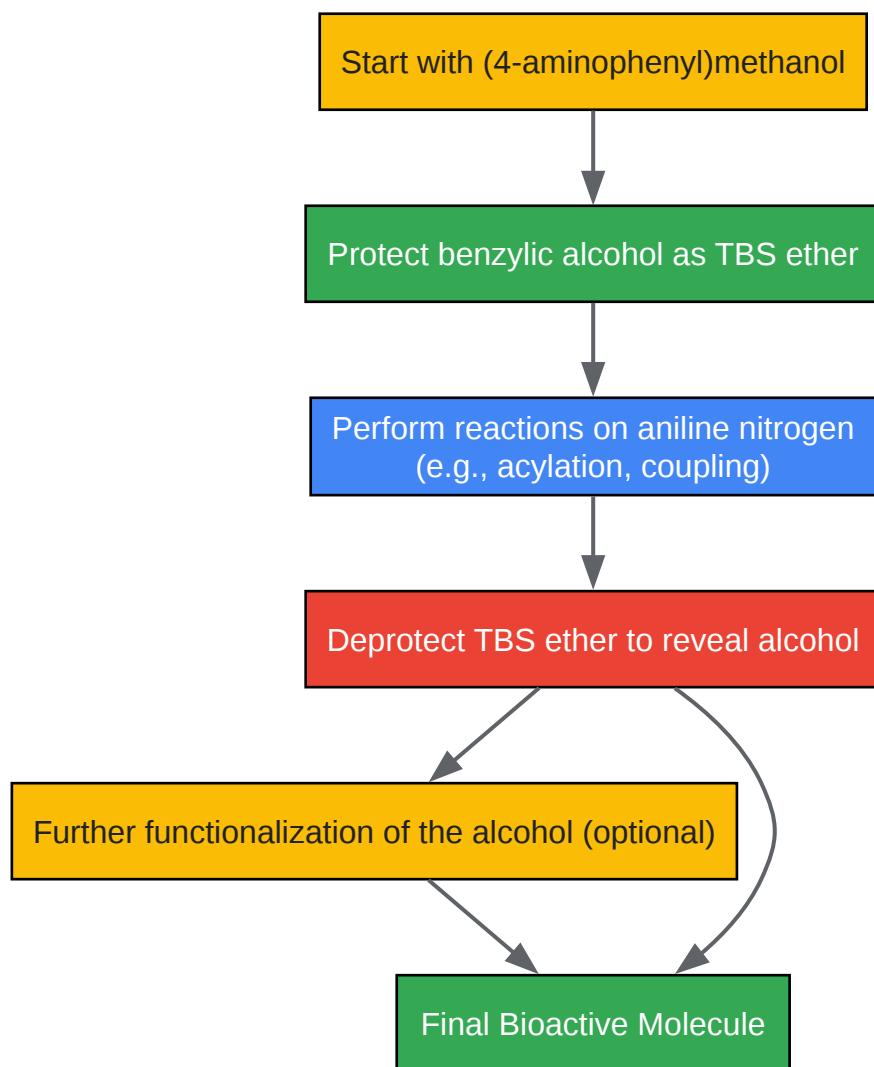 Start with (4-aminophenyl)methanol
Protect benzylic alcohol as TBS ether
Perform reactions on aniline nitrogen
(e.g., acylation, coupling)
Deprotect TBS ether to reveal alcohol
Further functionalization of the alcohol (optional)
Final Bioactive Molecule